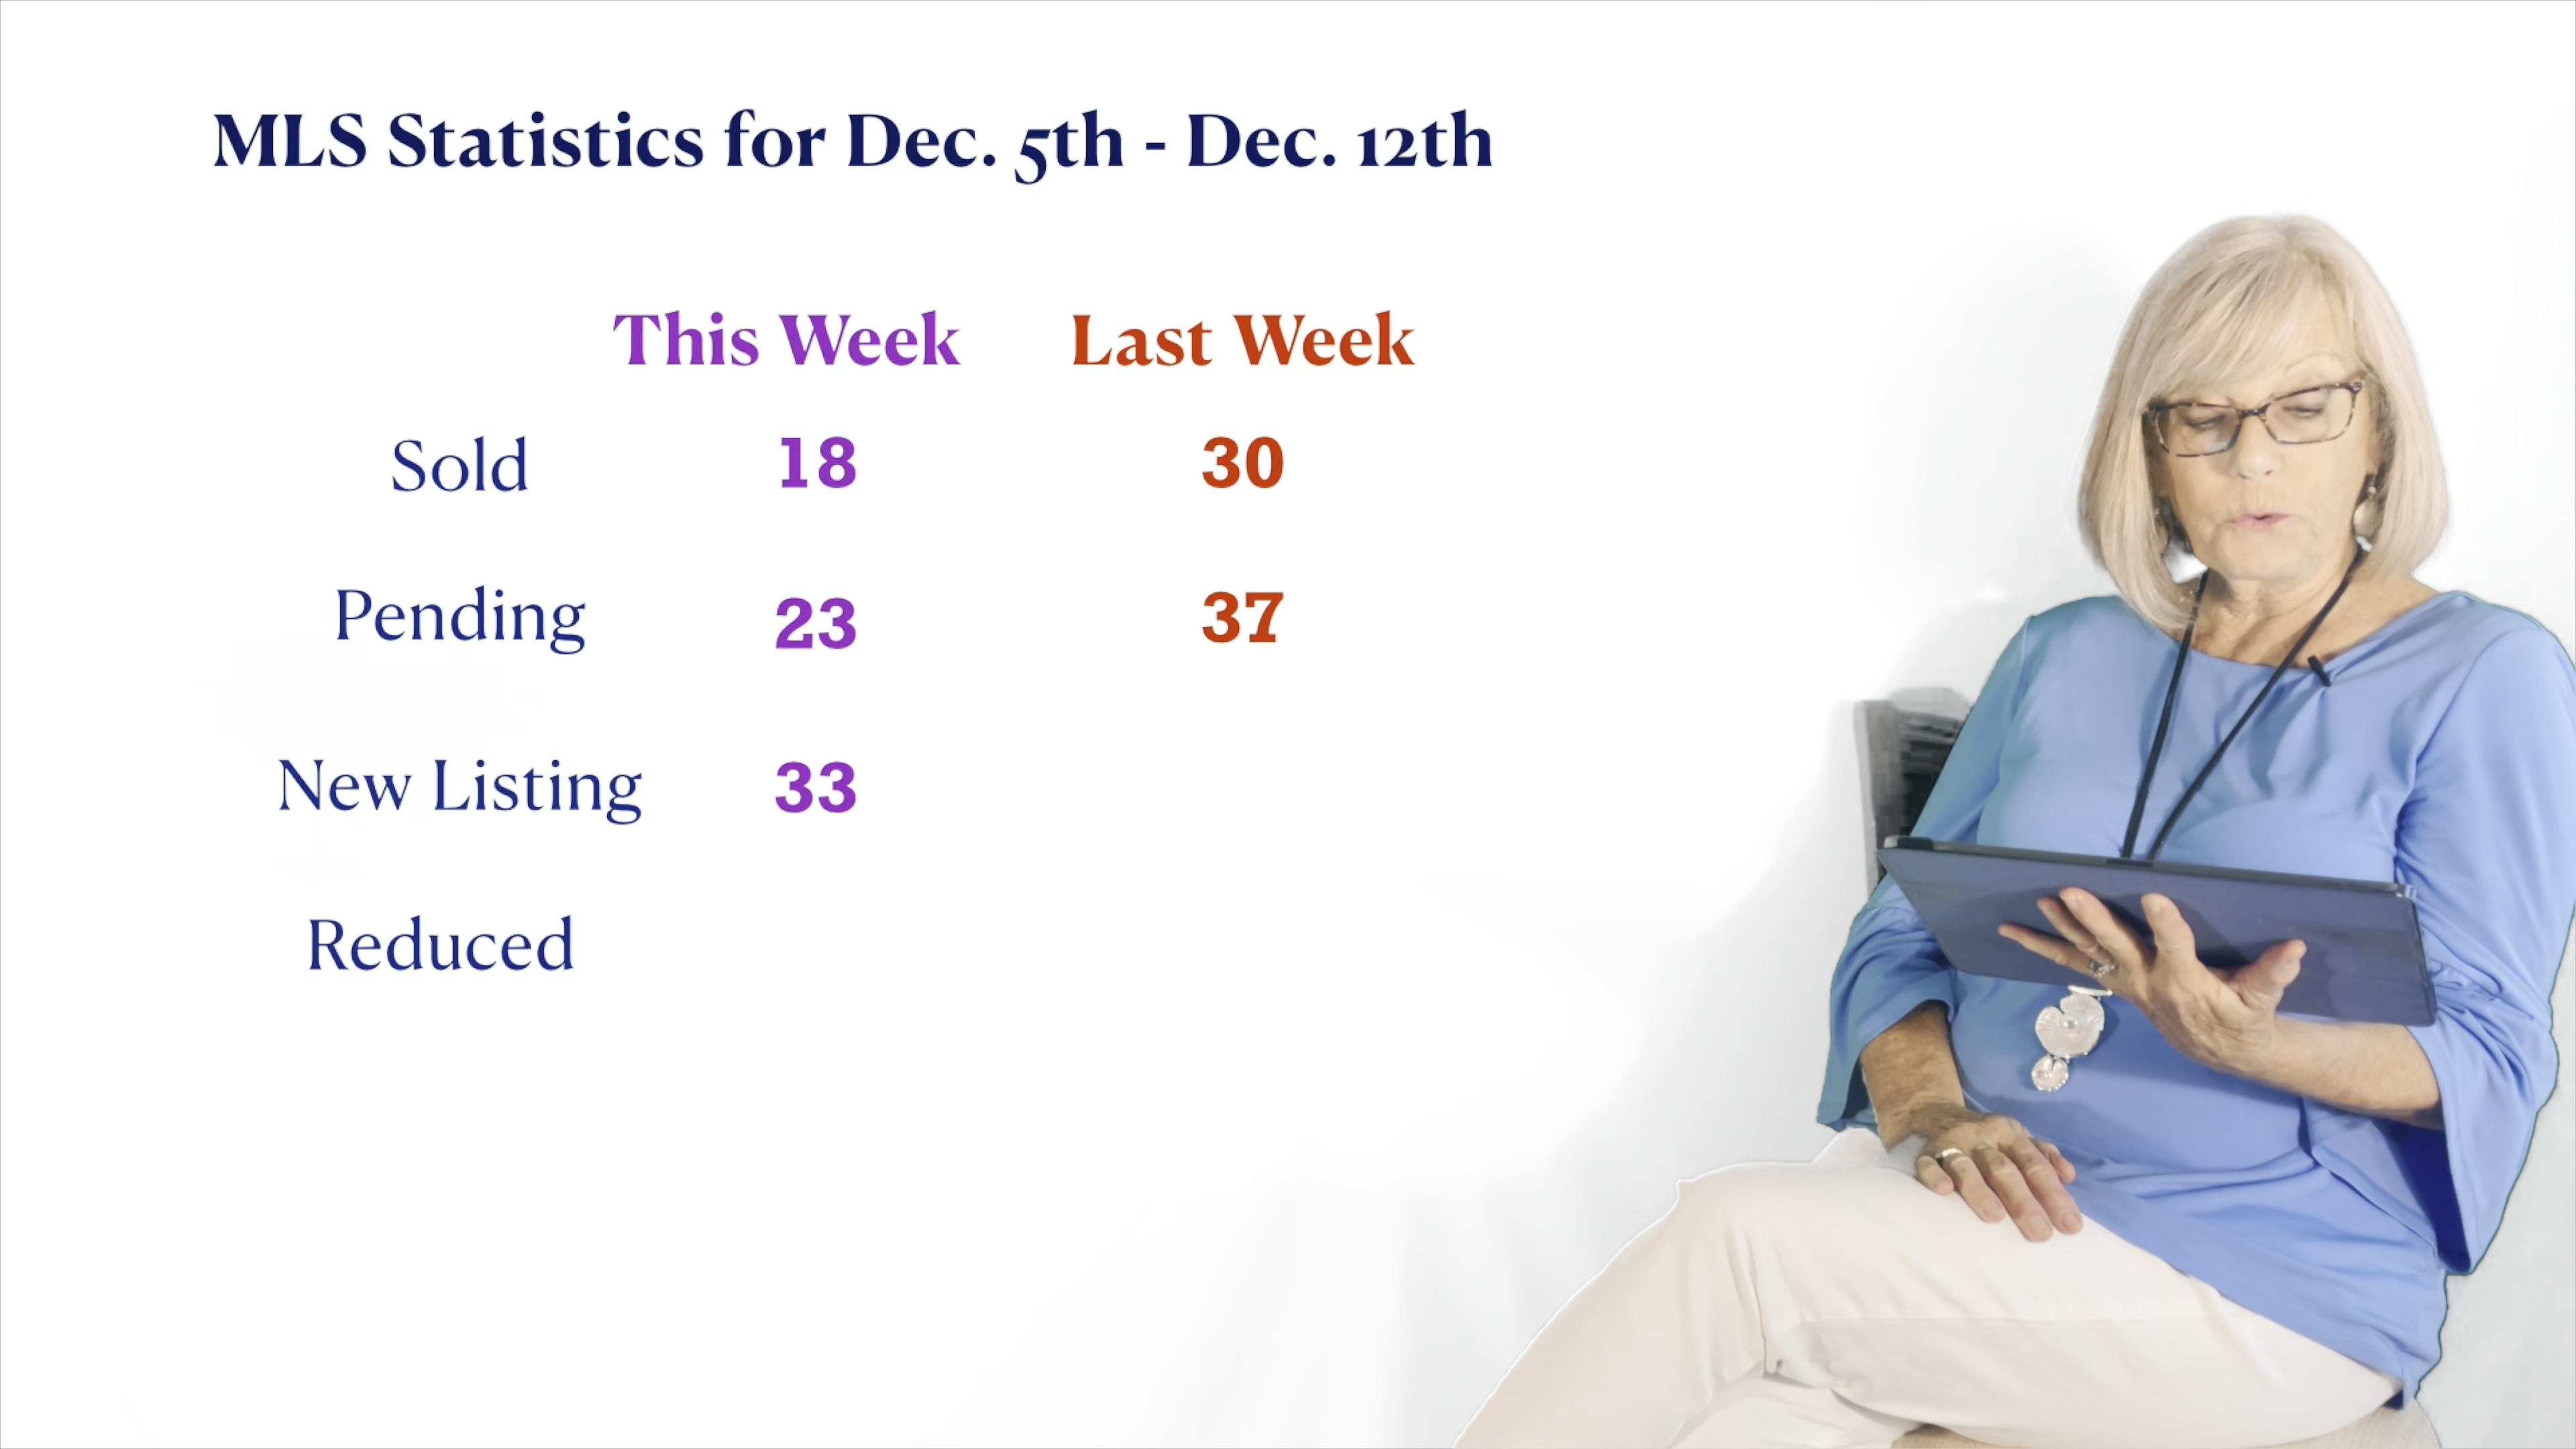 MLS Statistics for Dec. 5th - Dec. 12th
This Week Last Week
Sold 18 30
Pending 23 37
New Listing 33
Reduced